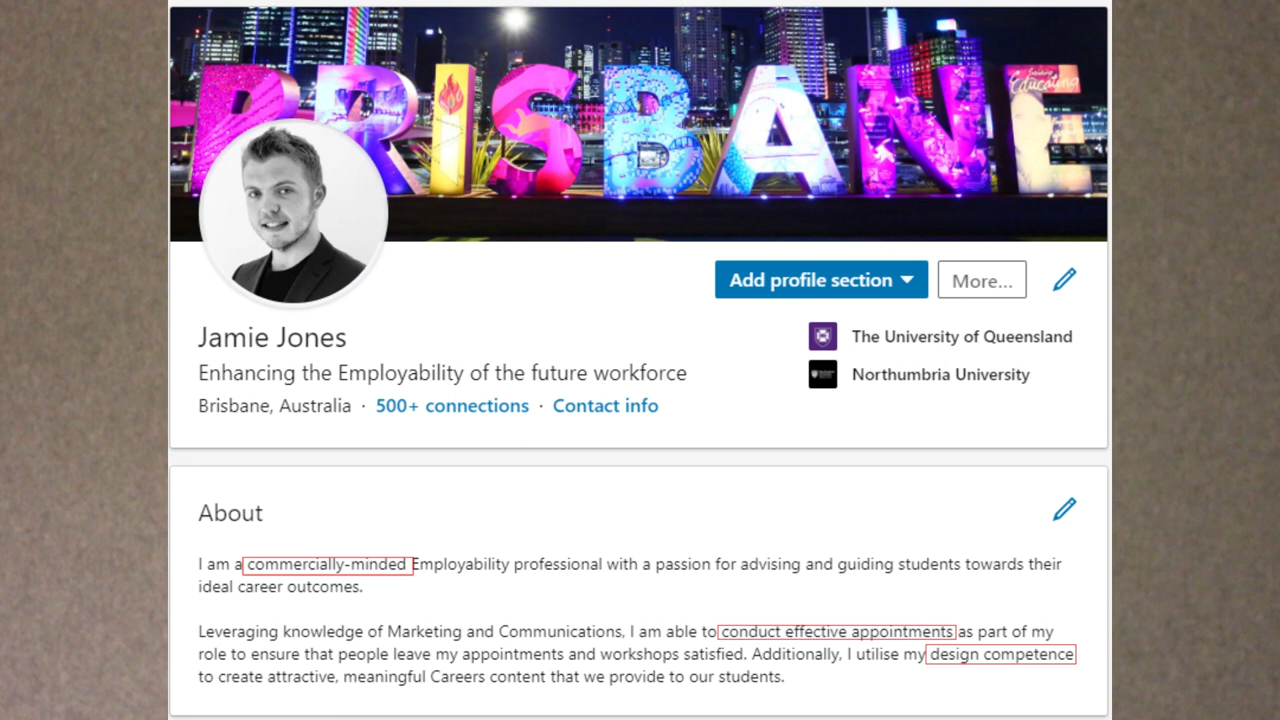 BRISBANE
Educating
Add profile section
More...
Jamie Jones
Enhancing the Employability of the future workforce
Brisbane, Australia · 500+ connections · Contact info
The University of Queensland
Northumbria University
About
I am a commercially-minded Employability professional with a passion for advising and guiding students towards their
ideal career outcomes.
Leveraging knowledge of Marketing and Communications, I am able to conduct effective appointments as part of my
role to ensure that people leave my appointments and workshops satisfied. Additionally, I utilise my design competence
to create attractive, meaningful Careers content that we provide to our students.